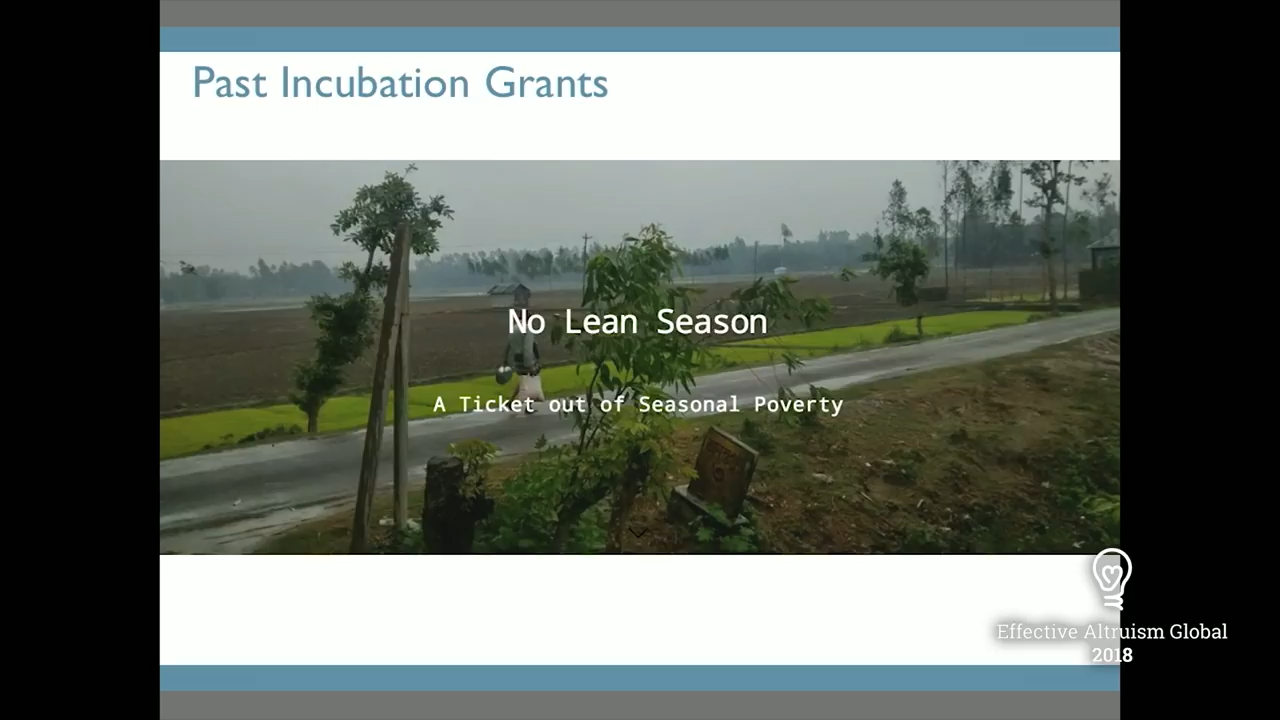 Past Incubation Grants
No Lean Season
A Ticket out of Seasonal Poverty
Effective Altruism Global
2018